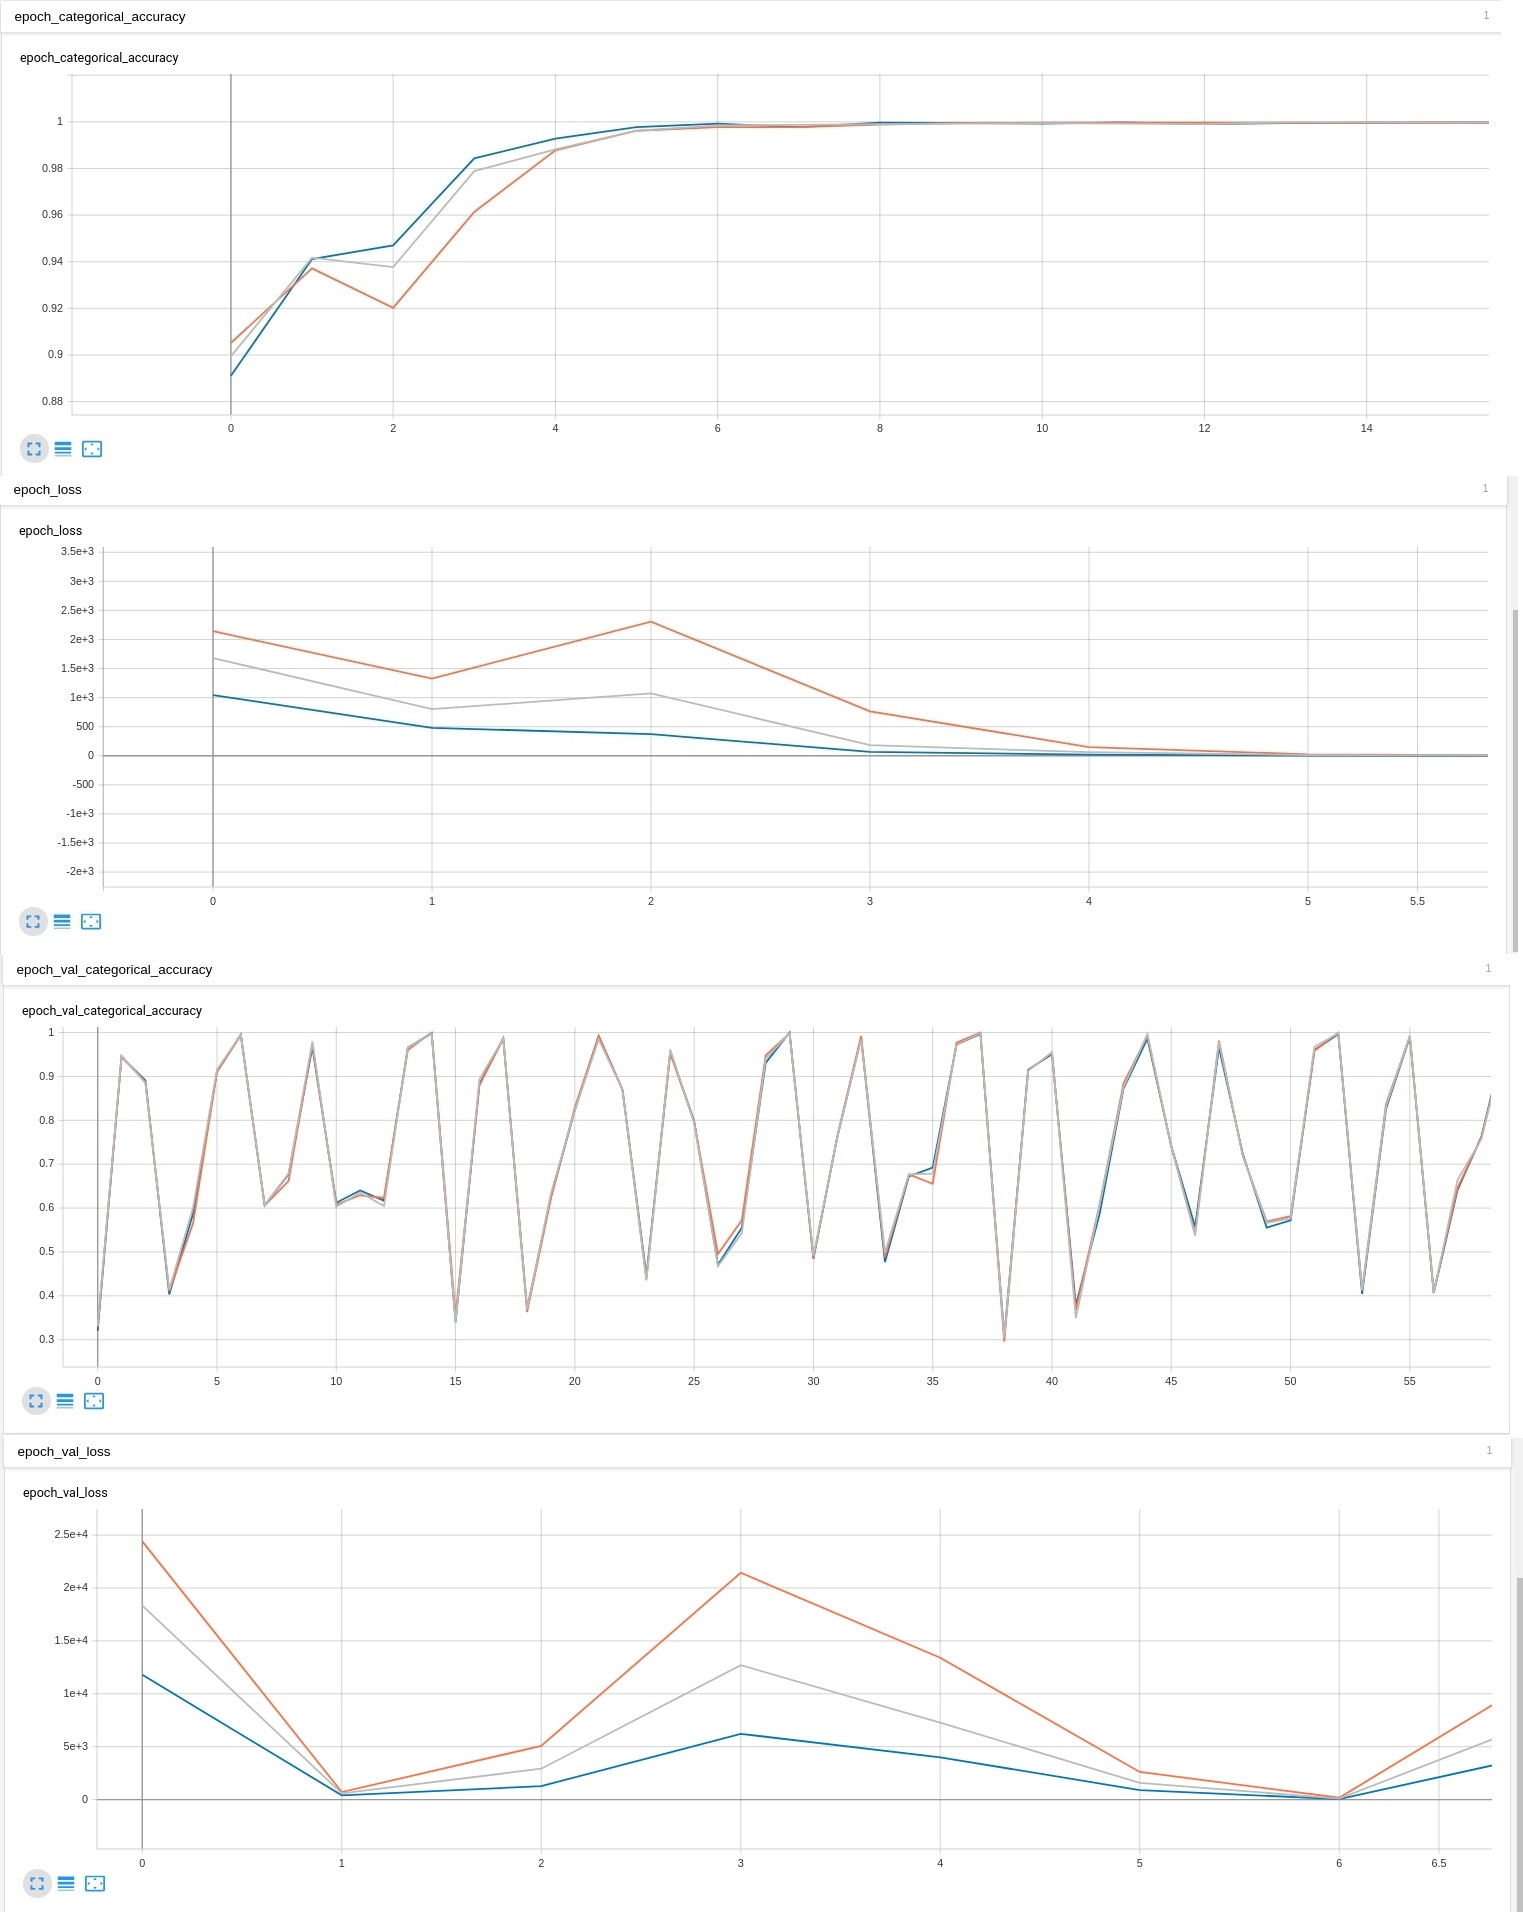 epoch_categorical_accuracy 1
epoch_categorical_accuracy
1
0.98
0.96
0.94
0.92
0.9
0.88
0 2 4 6 8 10 12 14
epoch_loss 1
epoch_loss
3.5e+3
3e+3
2.5e+3
2e+3
1.5e+3
1e+3
500
0
-500
-1e+3
-1.5e+3
-2e+3
0 1 2 3 4 5 5.5
epoch_val_categorical_accuracy 1
epoch_val_categorical_accuracy
1
0.9
0.8
0.7
0.6
0.5
0.4
0.3
0 5 10 15 20 25 30 35 40 45 50 55
epoch_val_loss 1
epoch_val_loss
2.5e+4
2e+4
1.5e+4
1e+4
5e+3
0
0 1 2 3 4 5 6 6.5